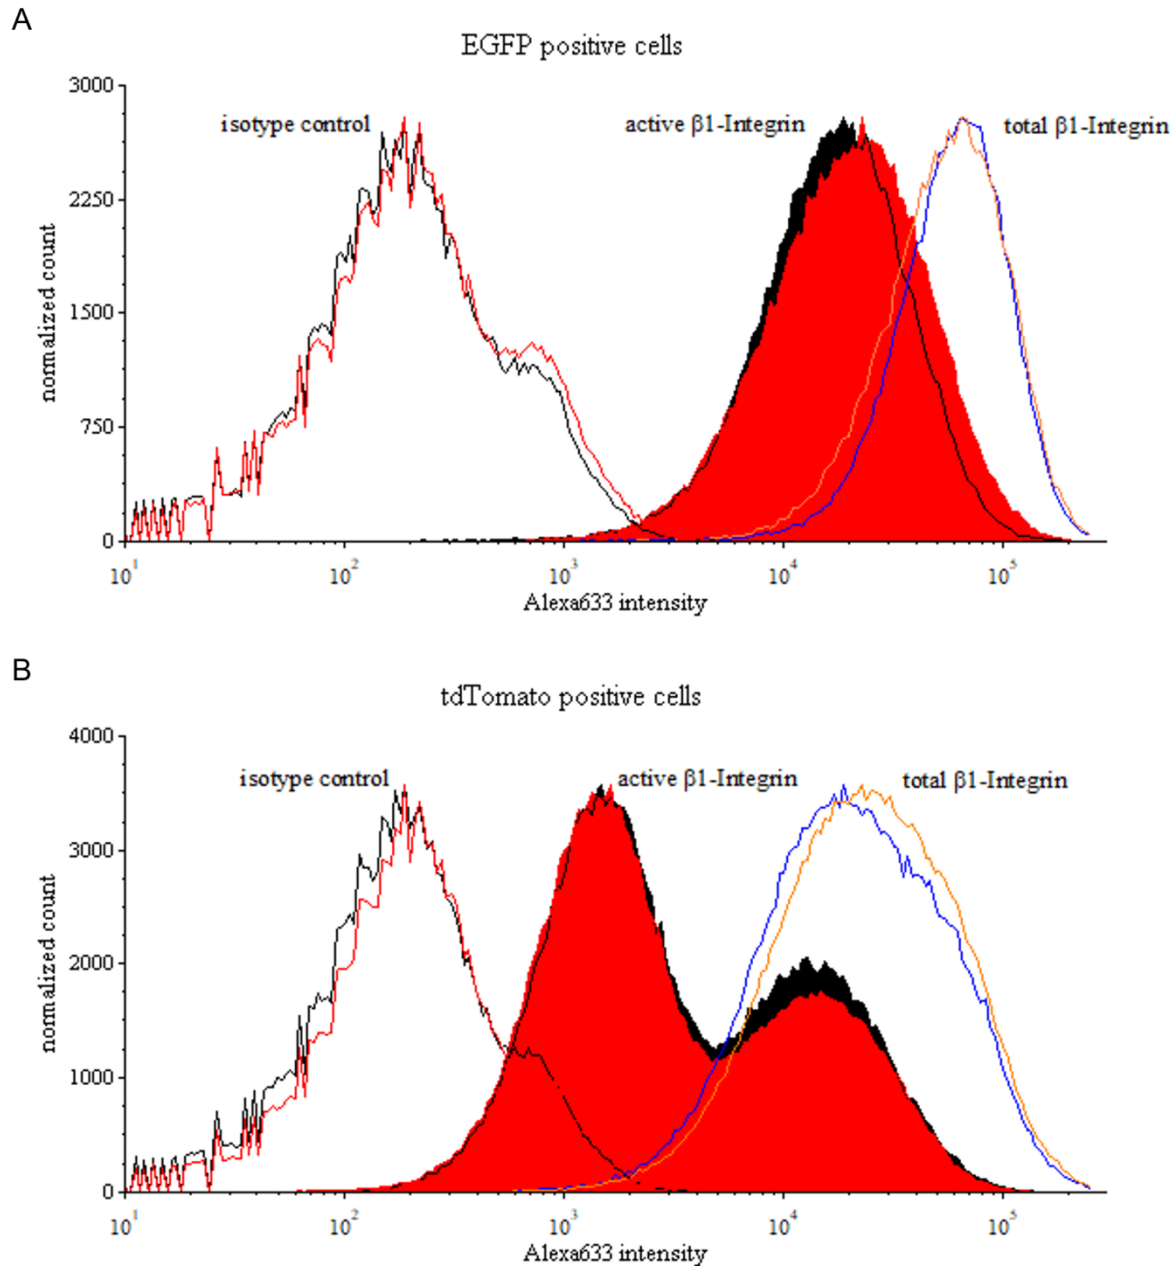 A
EGFP positive cells
3000
isotype control
active β1-Integrin
total β1-Integrin
2250
normalized count
1500
750
0
10¹ 10² 10³ 10⁴ 10⁵
Alexa633 intensity
B
tdTomato positive cells
4000
isotype control
active β1-Integrin
total β1-Integrin
3000
normalized count
2000
1000
0
10¹ 10² 10³ 10⁴ 10⁵
Alexa633 intensity